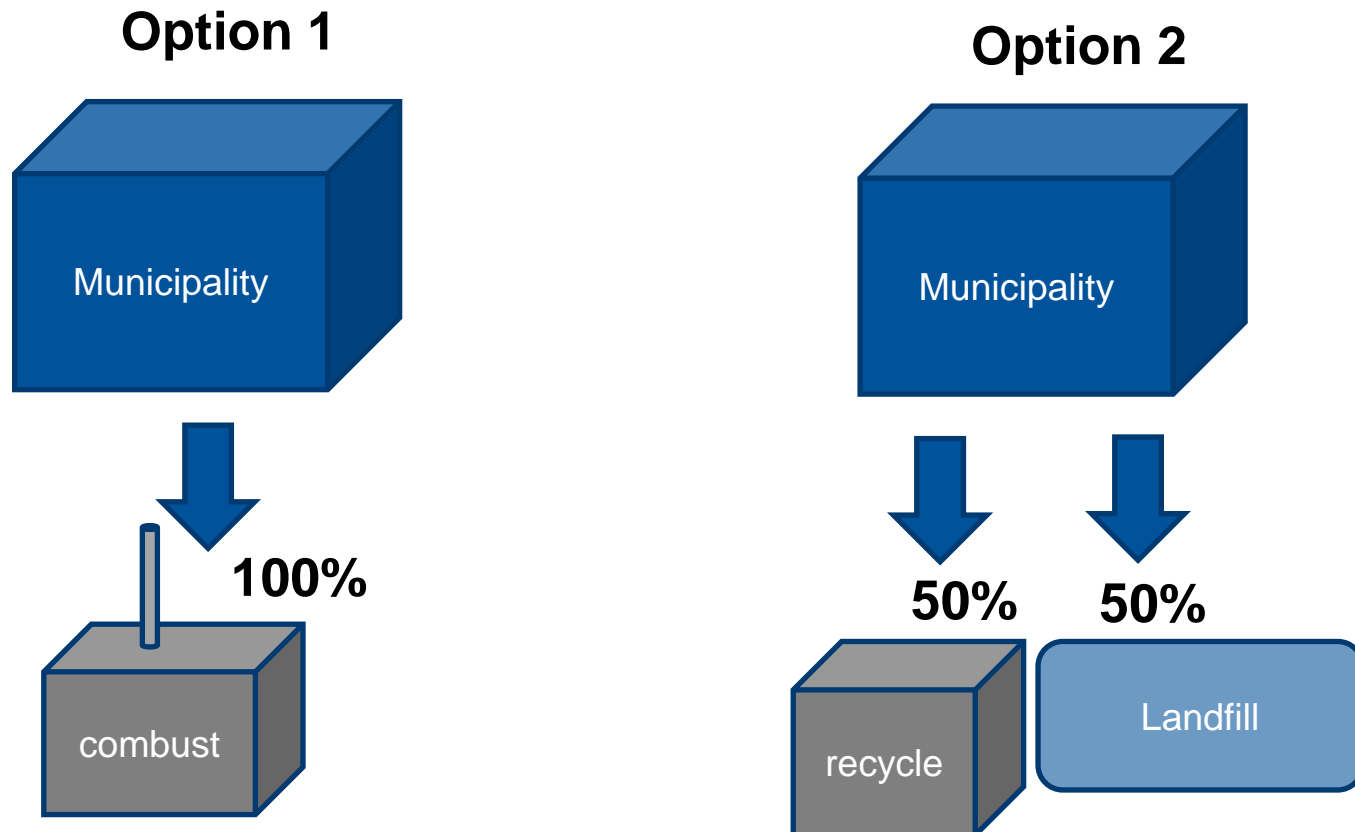 Option 1
Municipality
100%
combust
Option 2
Municipality
50%
50%
recycle
Landfill